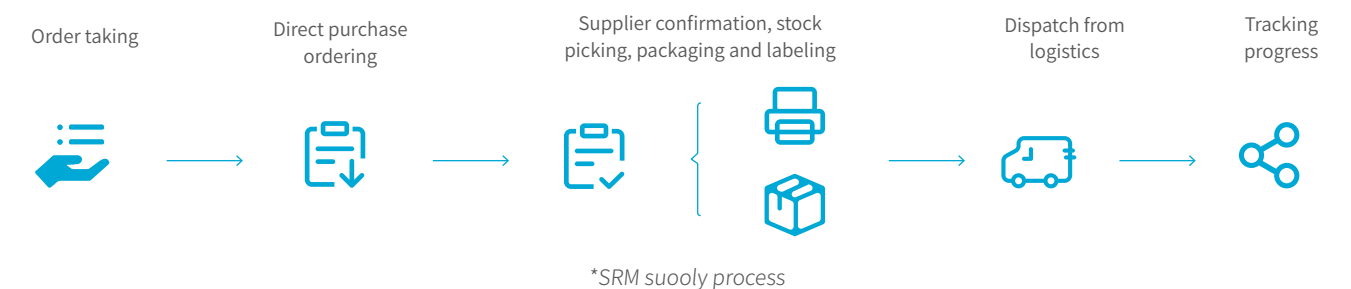 Order taking
Direct purchase
ordering
Supplier confirmation, stock
picking, packaging and labeling
Dispatch from
logistics
Tracking
progress
*SRM suooly process